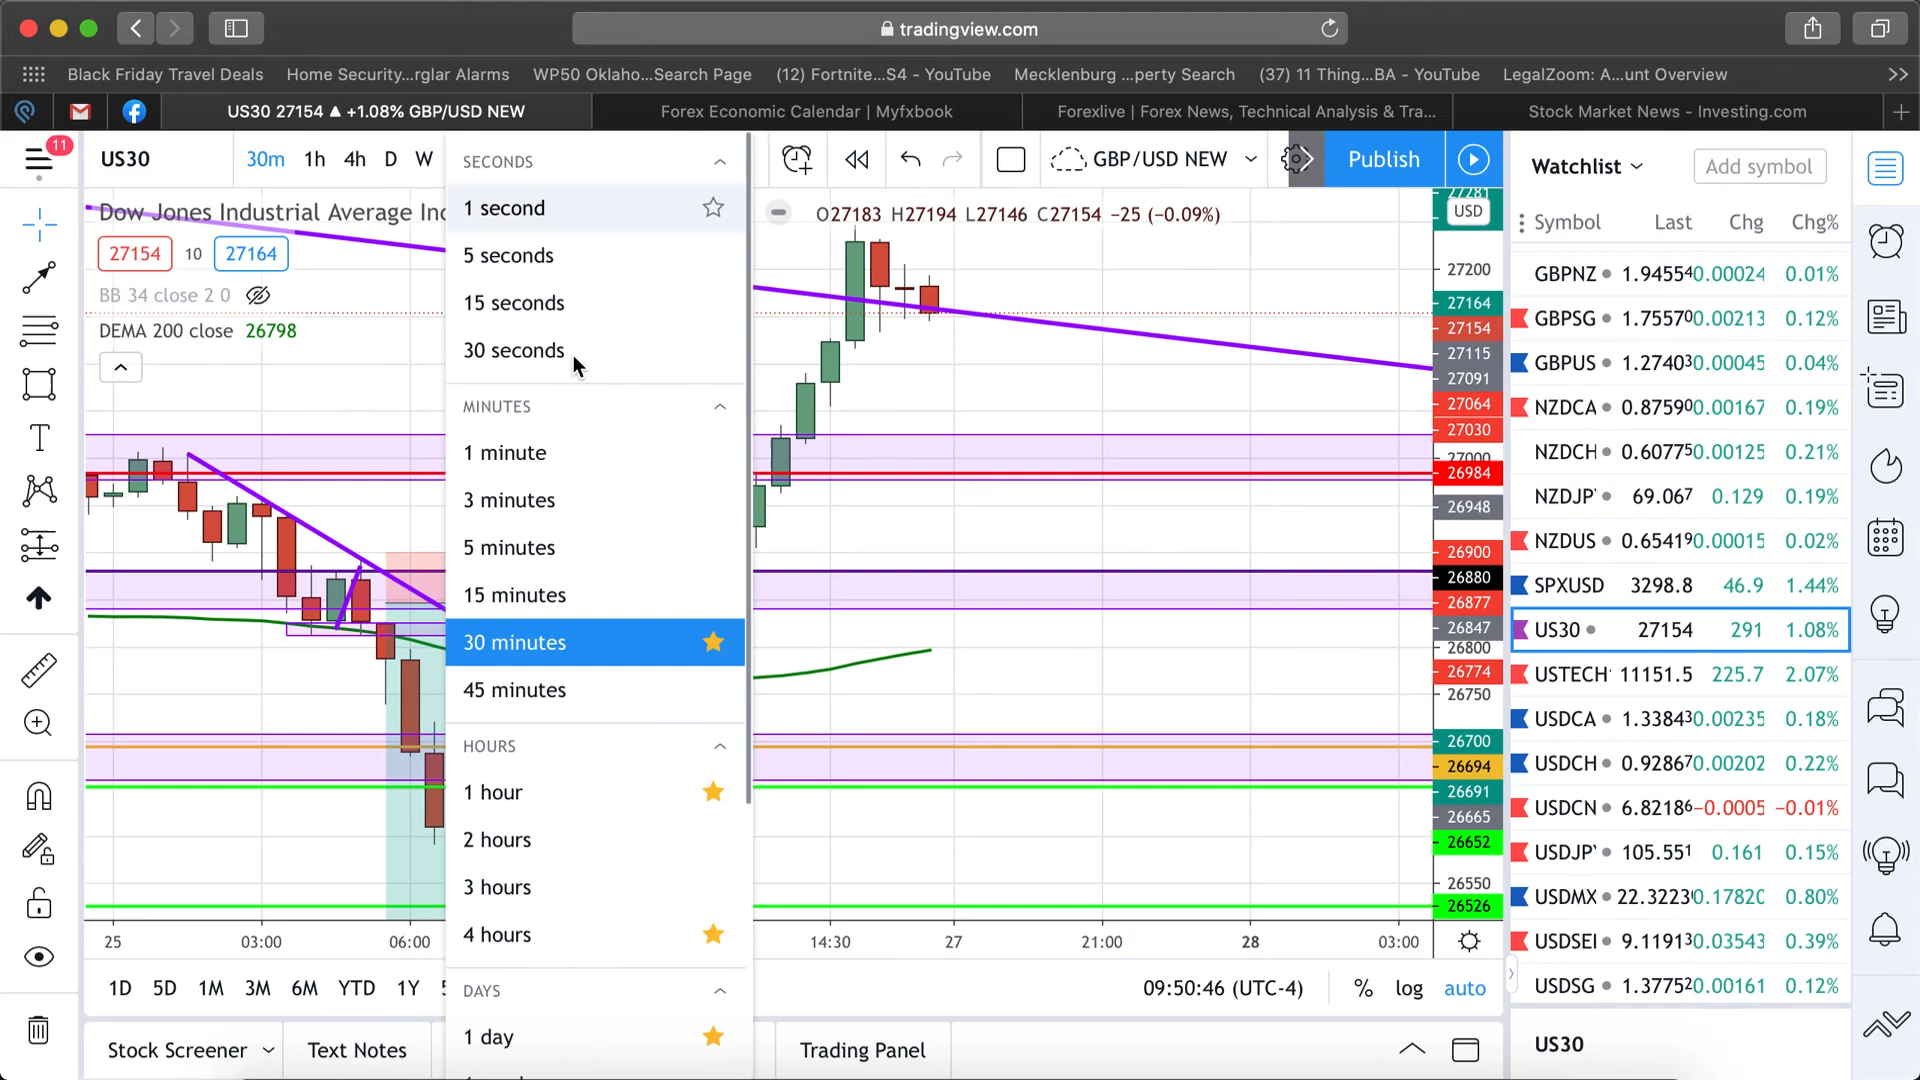 tradingview.com
Black Friday Travel Deals
Home Security...rglar Alarms
WP50 Oklaho...Search Page
(12) Fortnite...S4 - YouTube
Mecklenburg ...perty Search
(37) 11 Thing...BA - YouTube
LegalZoom: A...unt Overview
US30 27154 ▲ +1.08% GBP/USD NEW
Forex Economic Calendar | Myfxbook
Forexlive | Forex News, Technical Analysis & Tra...
Stock Market News - Investing.com
11
US30
30m
1h
4h
D
W
GBP/USD NEW
Publish
Dow Jones Industrial Average Inc
O27183 H27194 L27146 C27154 −25 (−0.09%)
27154
10
27164
BB 34 close 2 0
DEMA 200 close 26798
SECONDS
1 second
5 seconds
15 seconds
30 seconds
MINUTES
1 minute
3 minutes
5 minutes
15 minutes
30 minutes
45 minutes
HOURS
1 hour
2 hours
3 hours
4 hours
DAYS
1 day
27281
USD
27200
27164
27154
27115
27091
27064
27030
27000
26984
26948
26900
26880
26877
26847
26800
26774
26750
26700
26694
26691
26665
26652
26550
26526
25
03:00
06:00
14:30
27
21:00
28
03:00
1D
5D
1M
3M
6M
YTD
1Y
09:50:46 (UTC-4)
%
log
auto
Stock Screener
Text Notes
Trading Panel
Watchlist
Add symbol
Symbol Last Chg Chg%
GBPNZ 1.94554 0.00024 0.01%
GBPSG 1.75570 0.00213 0.12%
GBPUS 1.27403 0.00045 0.04%
NZDCA 0.87590 0.00167 0.19%
NZDCH 0.60775 0.00125 0.21%
NZDJP 69.067 0.129 0.19%
NZDUS 0.65419 0.00015 0.02%
SPXUSD 3298.8 46.9 1.44%
US30 27154 291 1.08%
USTECH 11151.5 225.7 2.07%
USDCA 1.33843 0.00235 0.18%
USDCH 0.92867 0.00202 0.22%
USDCN 6.82186 −0.0005 −0.01%
USDJP 105.551 0.161 0.15%
USDMX 22.3223 0.1782 0.80%
USDSE 9.11913 0.03543 0.39%
USDSG 1.37752 0.00161 0.12%
US30